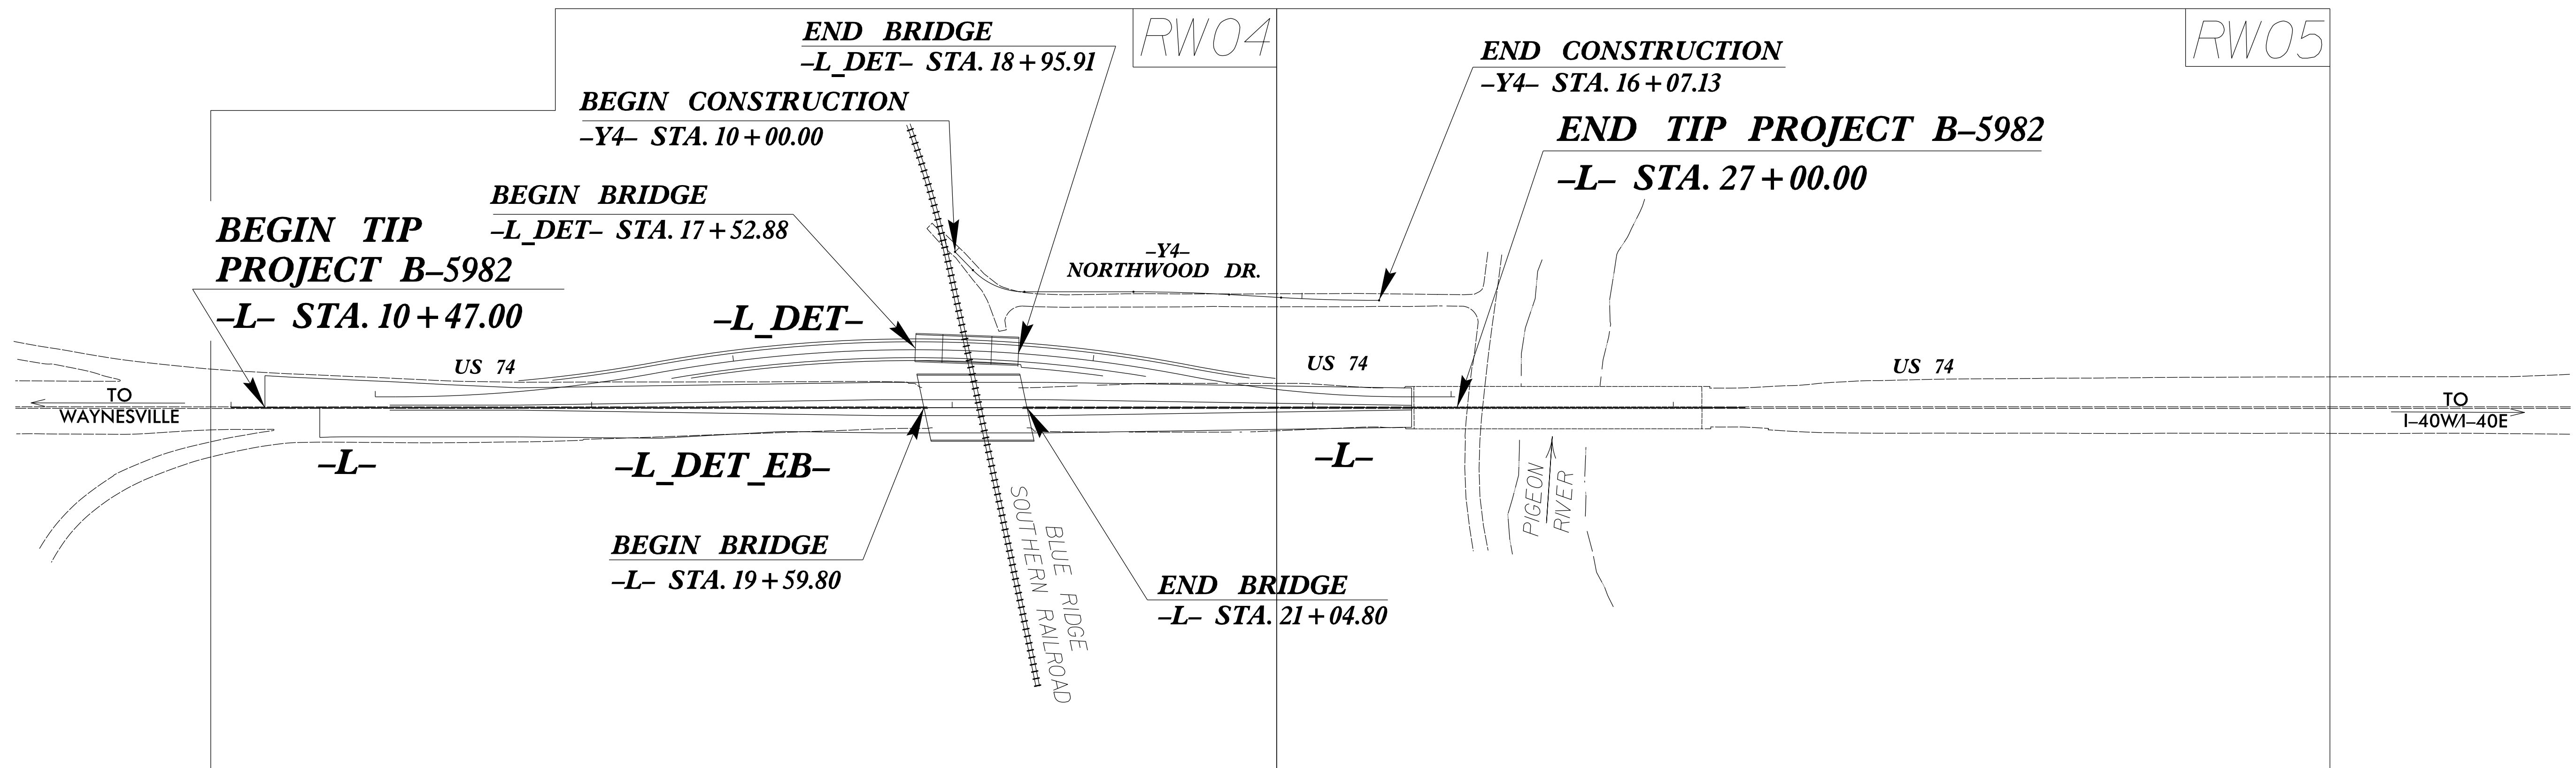 RW04
RW05
END BRIDGE
–L_DET– STA. 18+95.91
END CONSTRUCTION
–Y4– STA. 16+07.13
BEGIN CONSTRUCTION
–Y4– STA. 10+00.00
END TIP PROJECT B–5982
–L– STA. 27+00.00
BEGIN BRIDGE
–L_DET– STA. 17+52.88
BEGIN TIP
PROJECT B–5982
–L– STA. 10+47.00
–Y4–
NORTHWOOD DR.
–L_DET–
US 74
US 74
US 74
TO
WAYNESVILLE
TO
I–40W/I–40E
–L–
–L_DET_EB–
–L–
PIGEON
RIVER
BLUE RIDGE
SOUTHERN RAILROAD
BEGIN BRIDGE
–L– STA. 19+59.80
END BRIDGE
–L– STA. 21+04.80